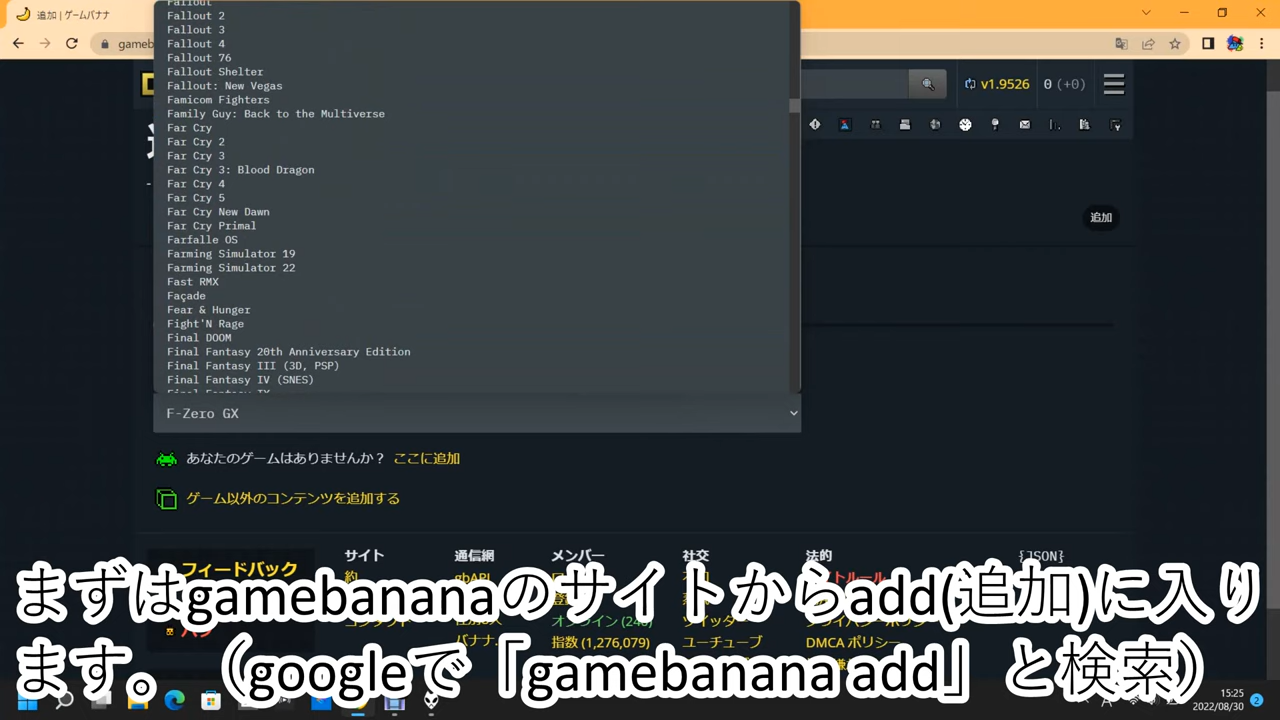 追加 | ゲームバナナ
gameb
Fallout
Fallout 2
Fallout 3
Fallout 4
Fallout 76
Fallout Shelter
Fallout: New Vegas
Famicom Fighters
Family Guy: Back to the Multiverse
Far Cry
Far Cry 2
Far Cry 3
Far Cry 3: Blood Dragon
Far Cry 4
Far Cry 5
Far Cry New Dawn
Far Cry Primal
Farfalle OS
Farming Simulator 19
Farming Simulator 22
Fast RMX
Façade
Fear & Hunger
Fight'N Rage
Final DOOM
Final Fantasy 20th Anniversary Edition
Final Fantasy III (3D, PSP)
Final Fantasy IV (SNES)
v1.9526 0 (+0)
追加
F-Zero GX
あなたのゲームはありませんか? ここに追加
ゲーム以外のコンテンツを追加する
フィードバック
サイト 通信網 メンバー 社交 法的 {JSON}
オンライン (246)
指数 (1,276,079)
ユーチューブ
DMCA ポリシー
まずはgamebananaのサイトからadd(追加)に入り
ます。（googleで「gamebanana add」と検索）
15:25
2022/08/30
2